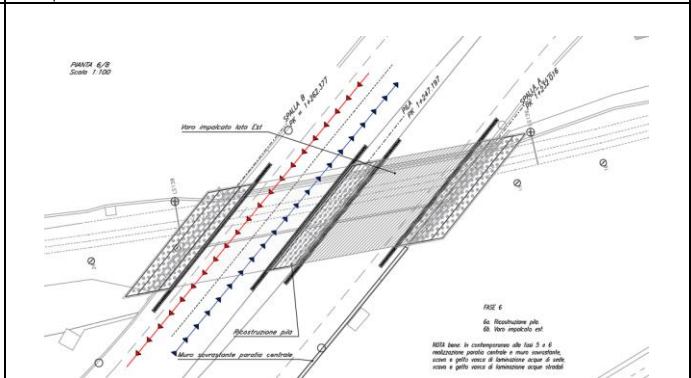 PIANTA 6/8
Scala 1:100
SPALLA B
PK = 1+262.377
PILA
PK 1+247.197
SPALLA A
Varo impalcato lato Est
Ricostruzione pila
Muro sovrastante paratia centrale
FASE 6
6a. Ricostruzione pila
6b. Varo impalcato est
NOTA bene: in contemporanea alle fasi 5 e 6
realizzazione paratia centrale e muro sovrastante,
scavo e getto vasca di laminazione acque di sede,
scavo e getto vasca di laminazione acque stradali